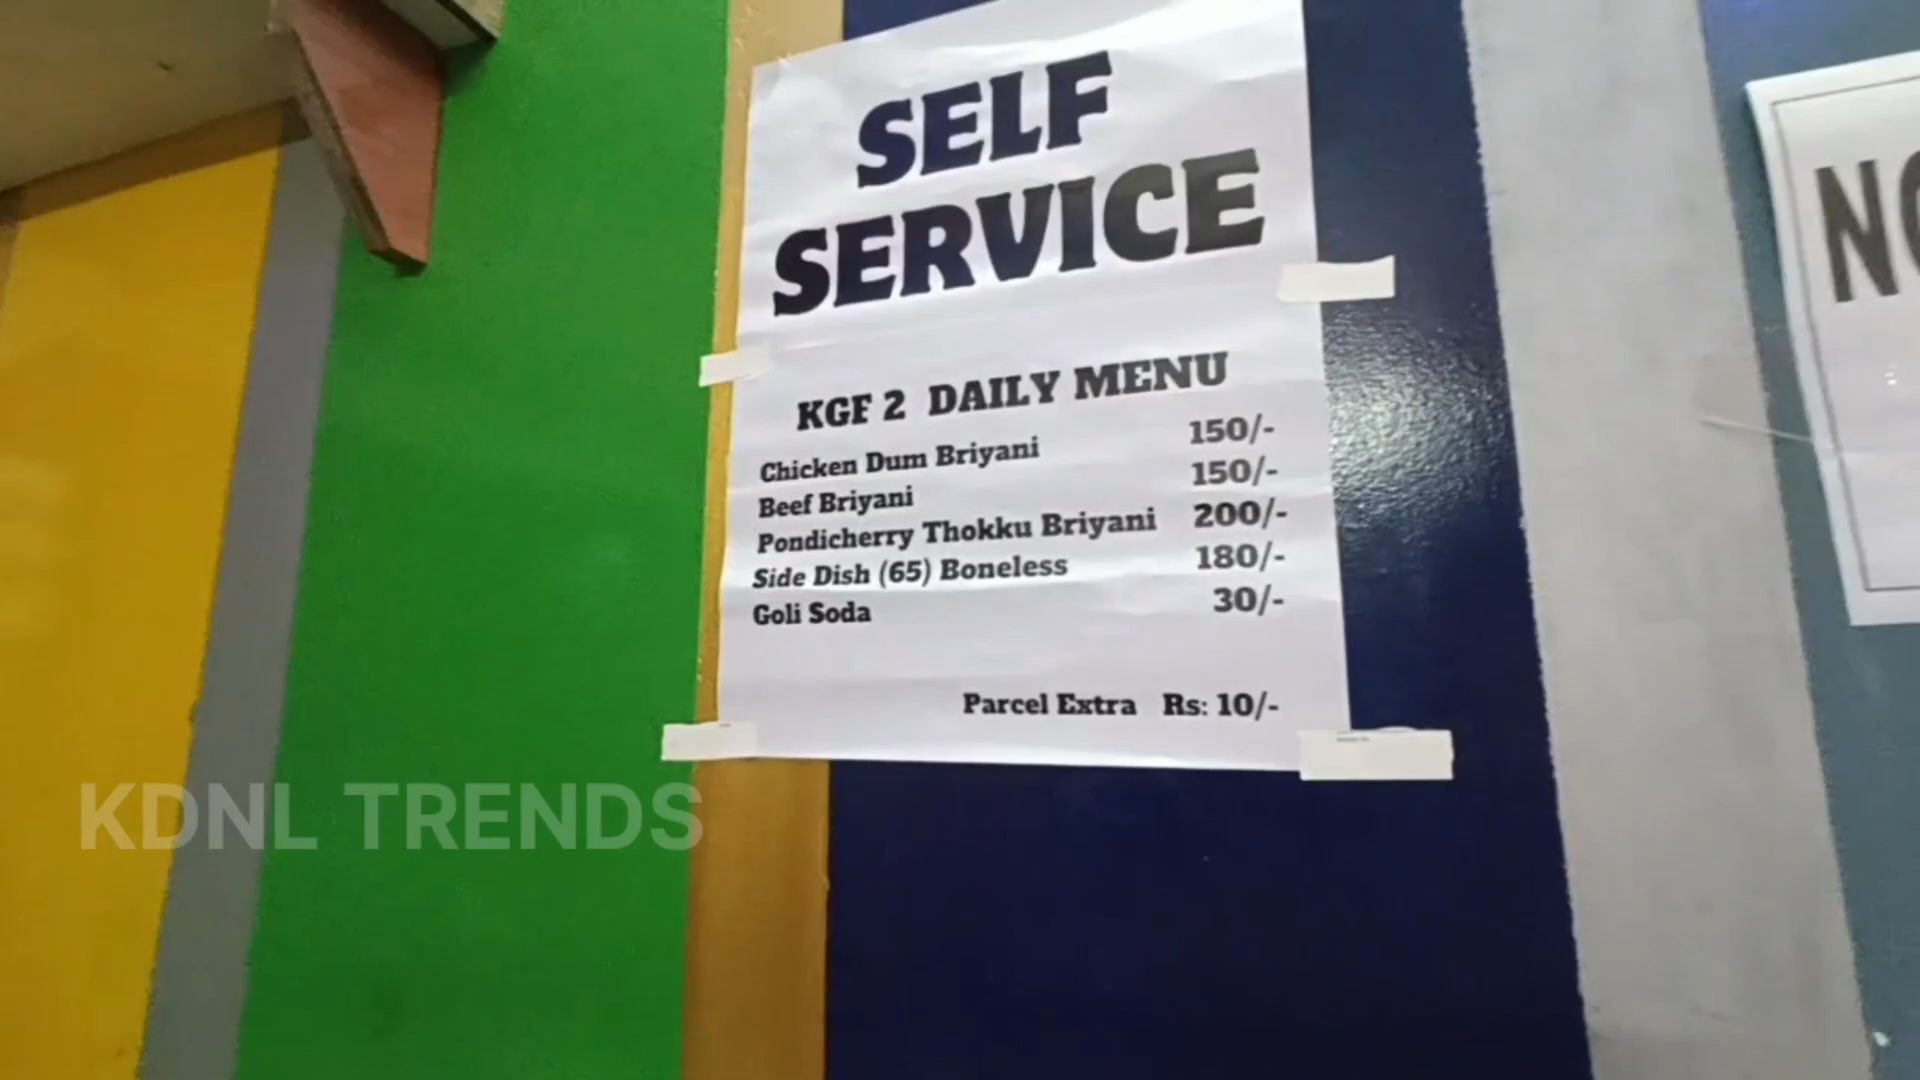 SELF
SERVICE
KGF 2 DAILY MENU
Chicken Dum Briyani 150/-
Beef Briyani 150/-
Pondicherry Thokku Briyani 200/-
Side Dish (65) Boneless 180/-
Goli Soda 30/-
Parcel Extra Rs: 10/-
KDNL TRENDS